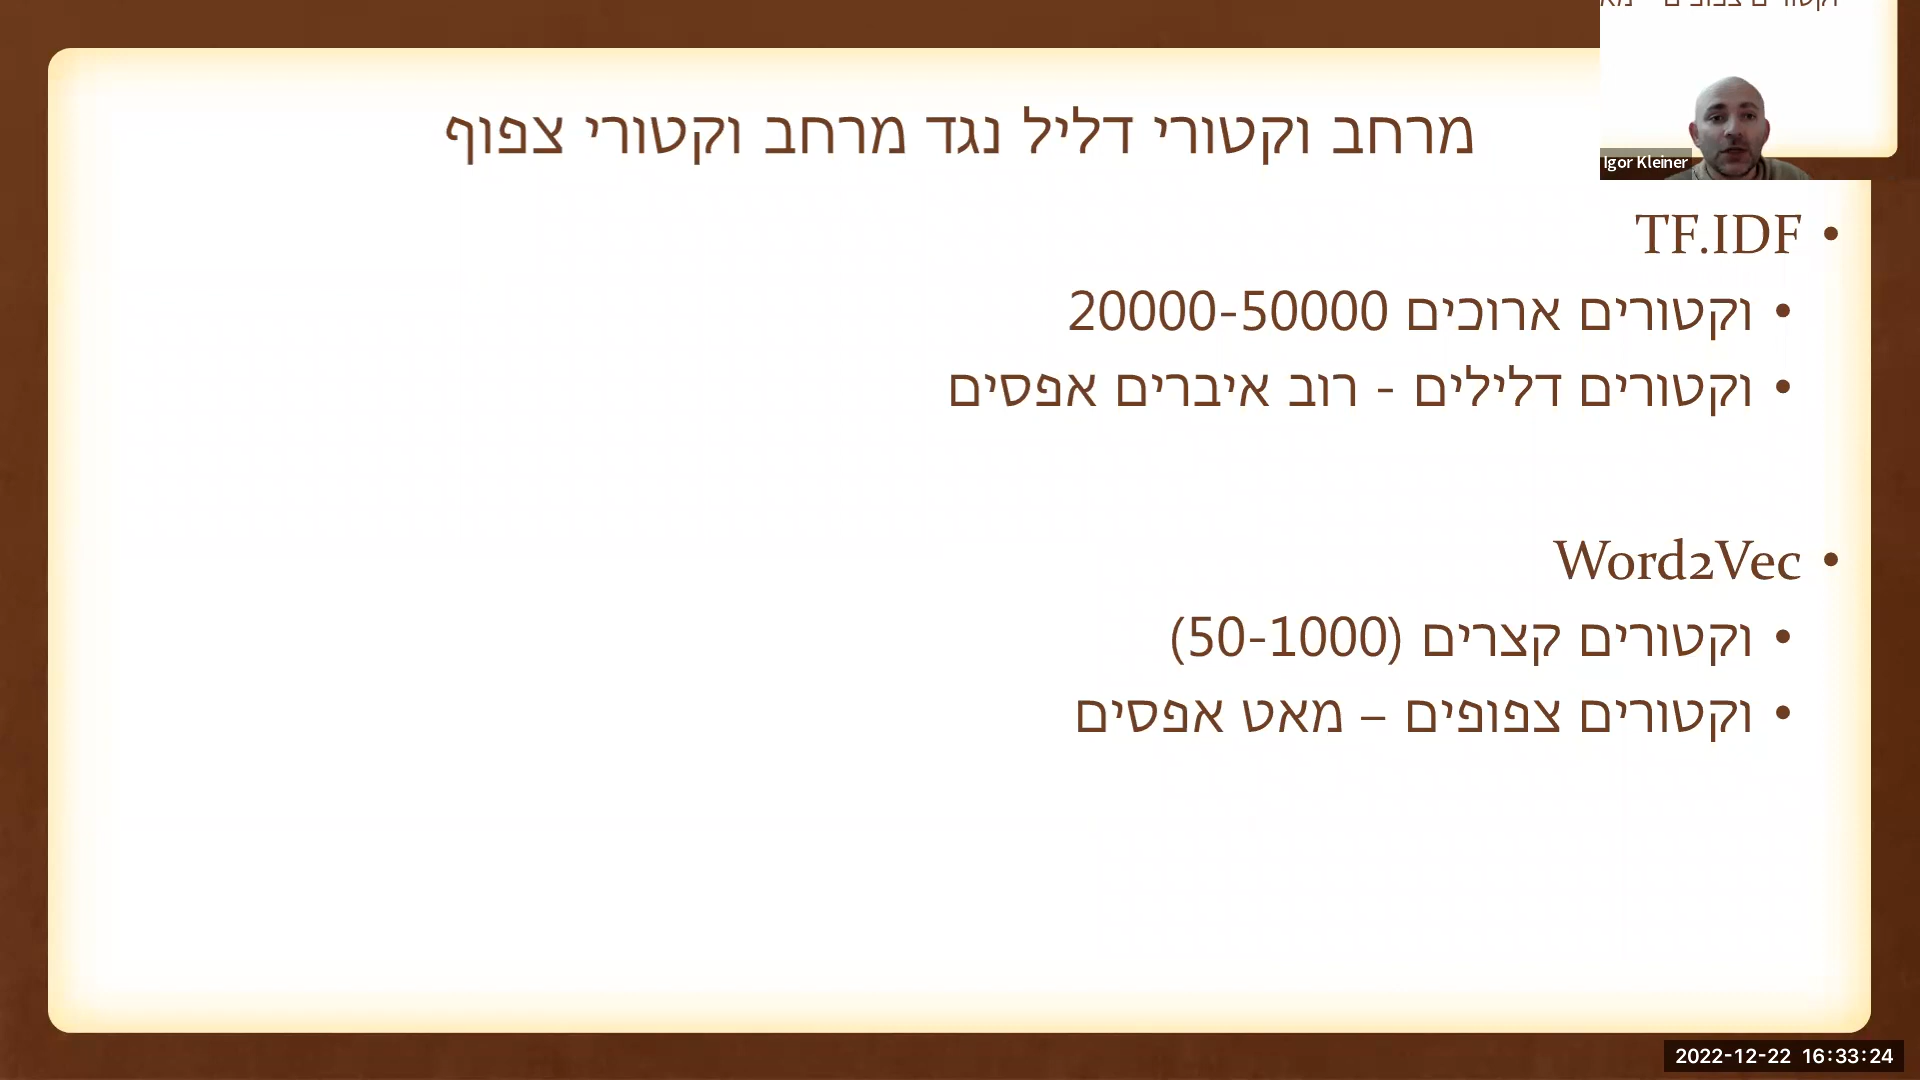 מרחב וקטורי דליל נגד מרחב וקטורי צפוף
Igor Kleiner
• TF.IDF
• וקטורים ארוכים 20000-50000
• וקטורים דלילים - רוב איברים אפסים
• Word2Vec
• וקטורים קצרים (50-1000)
• וקטורים צפופים – מאט אפסים
2022-12-22 16:33:24